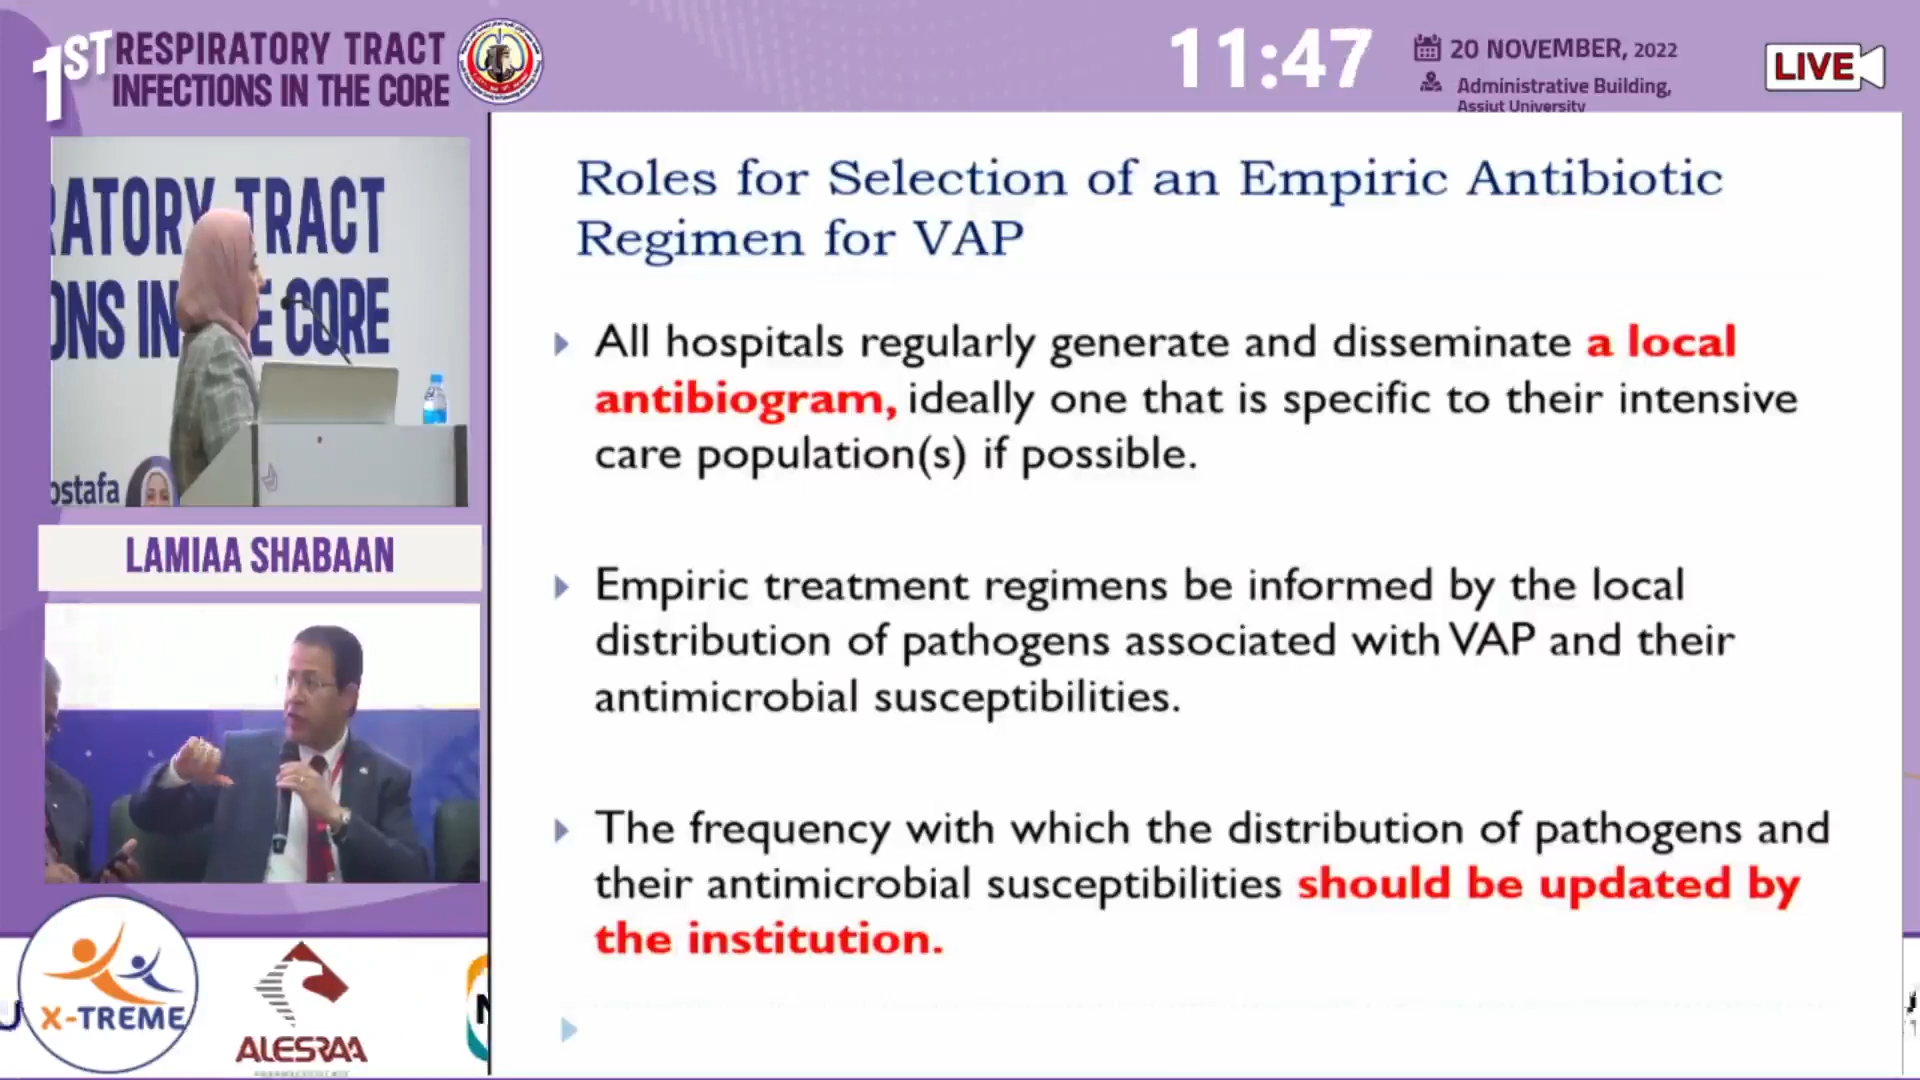 1ST RESPIRATORY TRACT
INFECTIONS IN THE CORE
11:47
20 NOVEMBER, 2022
Administrative Building,
Assiut University
LIVE
RATORY TRACT
ONS IN THE CORE
ostafa
LAMIAA SHABAAN
Roles for Selection of an Empiric Antibiotic
Regimen for VAP
All hospitals regularly generate and disseminate a local
antibiogram, ideally one that is specific to their intensive
care population(s) if possible.
Empiric treatment regimens be informed by the local
distribution of pathogens associated with VAP and their
antimicrobial susceptibilities.
The frequency with which the distribution of pathogens and
their antimicrobial susceptibilities should be updated by
the institution.
X-TREME
ALESRAA